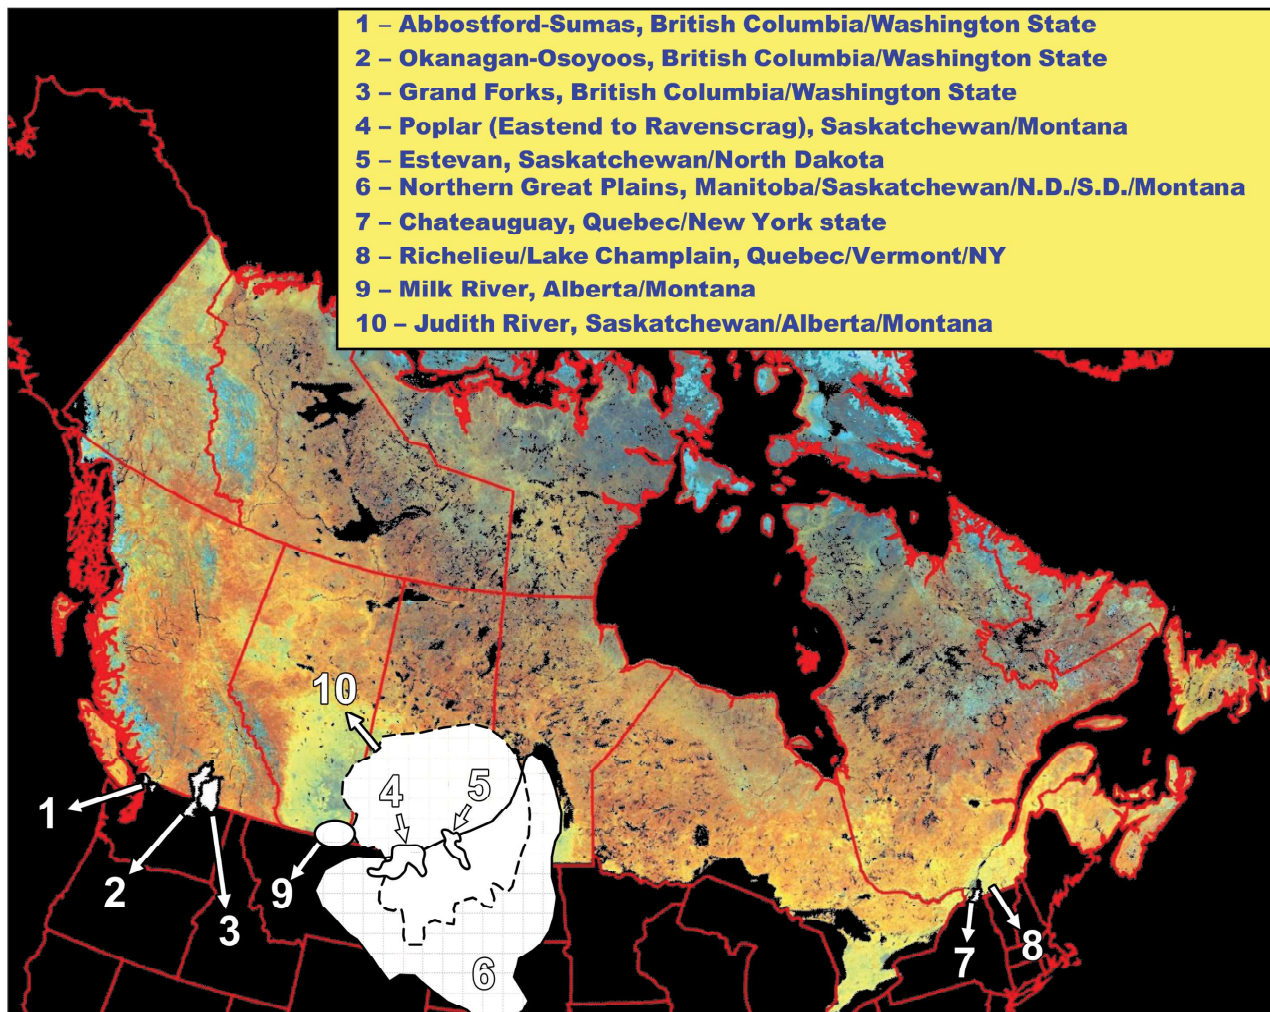 1 – Abbostford-Sumas, British Columbia/Washington State
2 – Okanagan-Osoyoos, British Columbia/Washington State
3 – Grand Forks, British Columbia/Washington State
4 – Poplar (Eastend to Ravenscrag), Saskatchewan/Montana
5 – Estevan, Saskatchewan/North Dakota
6 – Northern Great Plains, Manitoba/Saskatchewan/N.D./S.D./Montana
7 – Chateauguay, Quebec/New York state
8 – Richelieu/Lake Champlain, Quebec/Vermont/NY
9 – Milk River, Alberta/Montana
10 – Judith River, Saskatchewan/Alberta/Montana
10
4
5
1
2
9
3
6
7
8